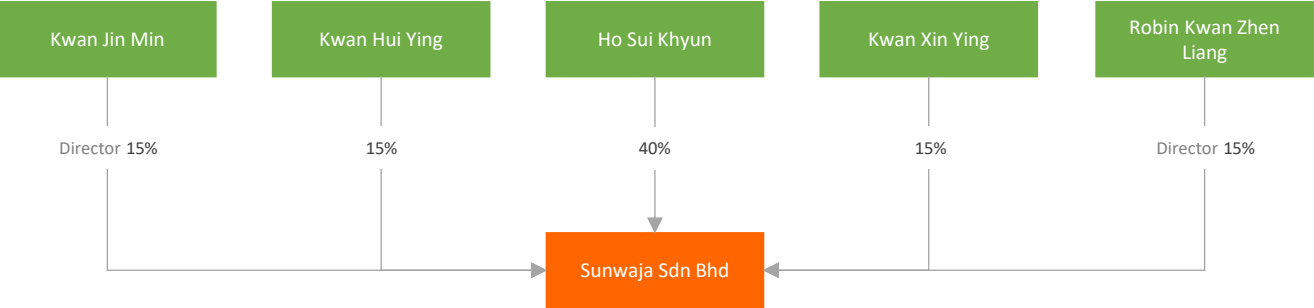 Kwan Jin Min
Kwan Hui Ying
Ho Sui Khyun
Kwan Xin Ying
Robin Kwan Zhen
Liang
Director 15%
15%
40%
15%
Director 15%
Sunwaja Sdn Bhd